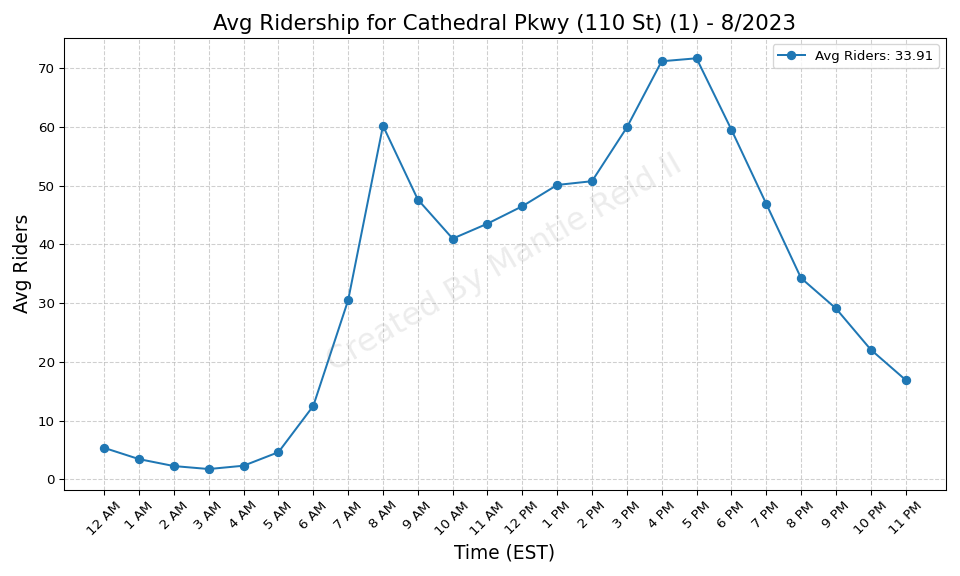 Avg Ridership for Cathedral Pkwy (110 St) (1) - 8/2023
Avg Riders: 33.91
Avg Riders
70
60
50
40
30
20
10
0
Created By Mantie Reid II
12 AM
1 AM
2 AM
3 AM
4 AM
5 AM
6 AM
7 AM
8 AM
9 AM
10 AM
11 AM
12 PM
1 PM
2 PM
3 PM
4 PM
5 PM
6 PM
7 PM
8 PM
9 PM
10 PM
11 PM
Time (EST)